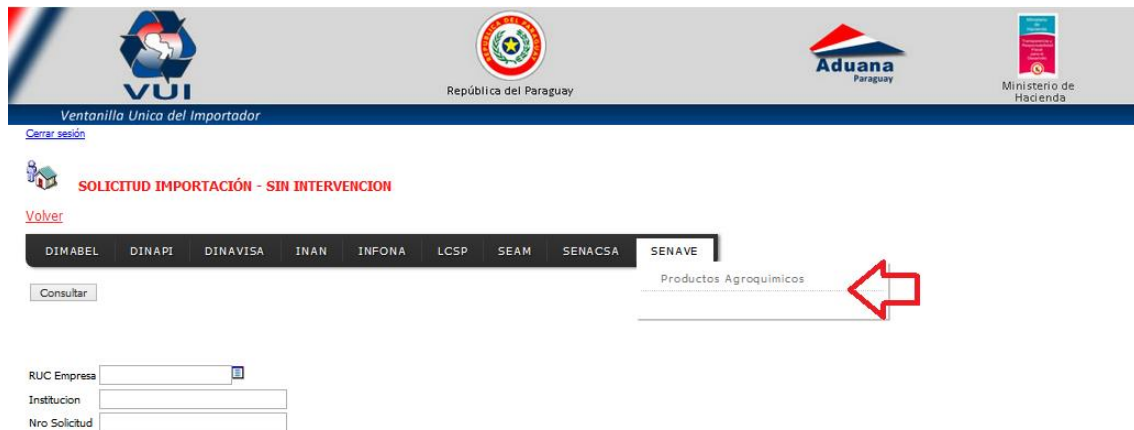 VUI
República del Paraguay
Aduana
Paraguay
Ministerio de
Hacienda
Ventanilla Unica del Importador
Cerrar sesión
SOLICITUD IMPORTACIÓN - SIN INTERVENCION
Volver
DIMABEL DINAPI DINAVISA INAN INFONA LCSP SEAM SENACSA SENAVE
Productos Agroquimicos
Consultar
RUC Empresa
Institucion
Nro Solicitud